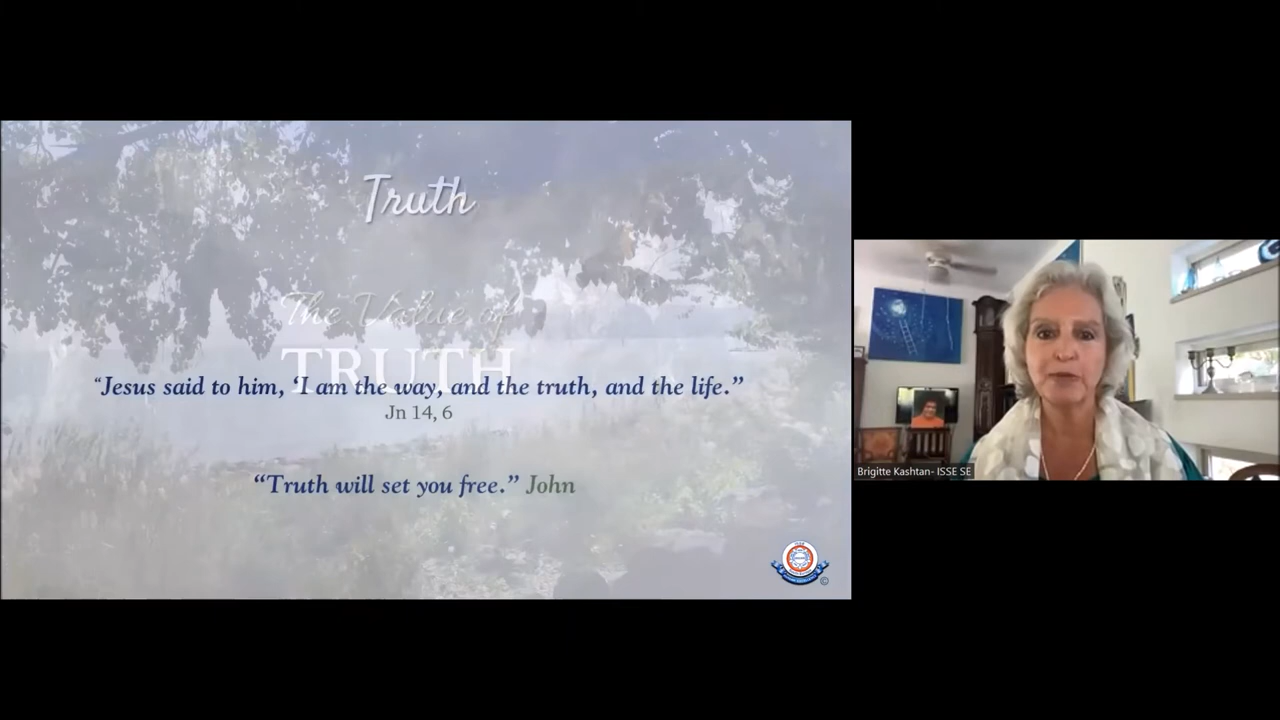 Truth
The Value of
TRUTH
“Jesus said to him, ‘I am the way, and the truth, and the life.”
Jn 14, 6
“Truth will set you free.” John
©
Brigitte Kashtan- ISSE SE